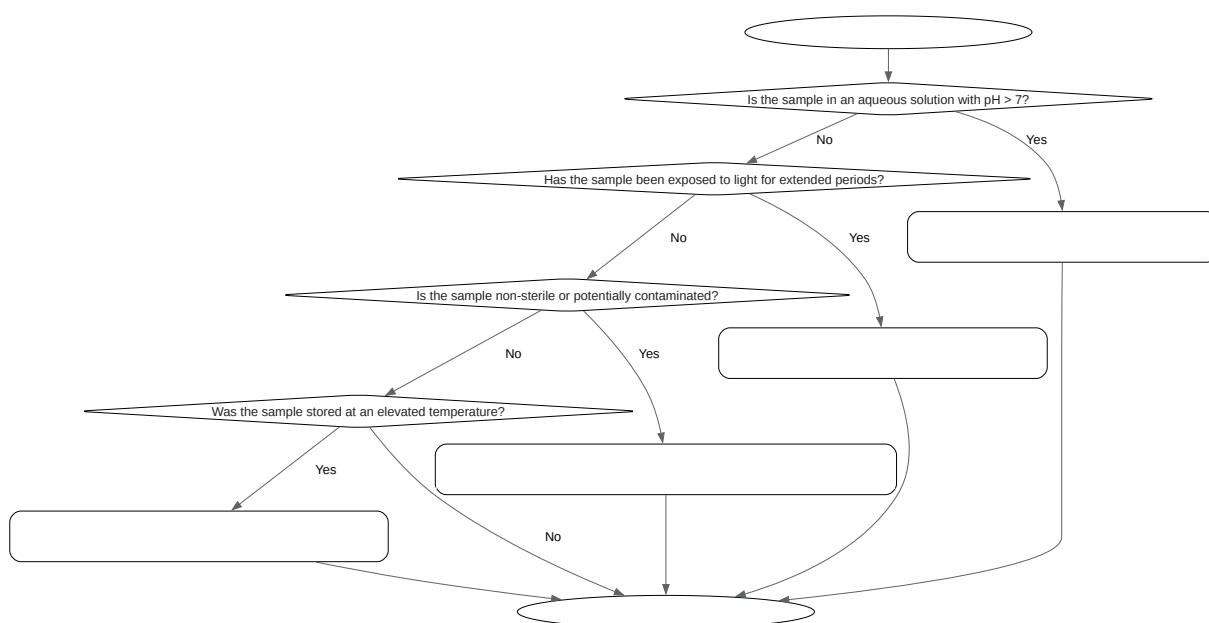 Is the sample in an aqueous solution with pH > 7?
No
Yes
Has the sample been exposed to light for extended periods?
No
Yes
Is the sample non-sterile or potentially contaminated?
No
Yes
Was the sample stored at an elevated temperature?
Yes
No